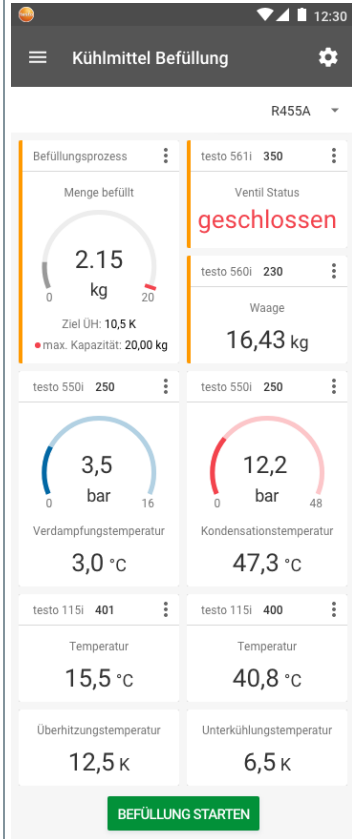 12:30
Kühlmittel Befüllung
R455A
Befüllungsprozess
Menge befüllt
2.15
kg
0 20
Ziel ÜH: 10,5 K
max. Kapazität: 20,00 kg
testo 561i 350
Ventil Status
geschlossen
testo 560i 230
Waage
16,43 kg
testo 550i 250
3,5
bar
0 16
Verdampfungstemperatur
3,0 °C
testo 550i 250
12,2
bar
0 48
Kondensationstemperatur
47,3 °C
testo 115i 401
Temperatur
15,5 °C
testo 115i 400
Temperatur
40,8 °C
Überhitzungstemperatur
12,5 K
Unterkühlungstemperatur
6,5 K
BEFÜLLUNG STARTEN